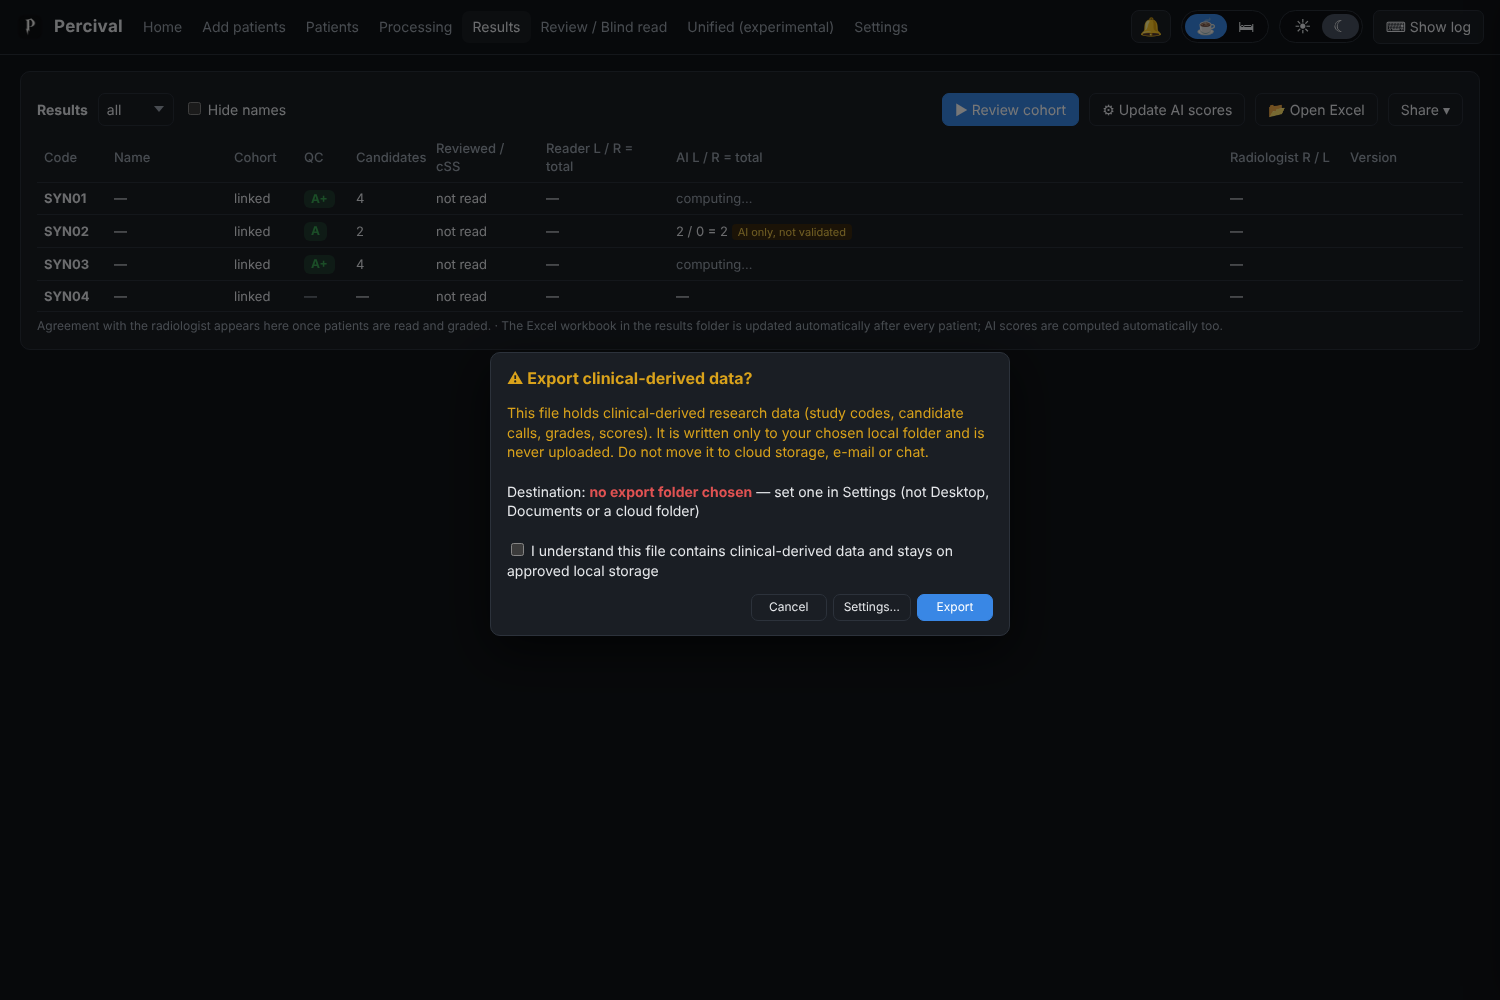 Percival Home Add patients Patients Processing Results Review / Blind read Unified (experimental) Settings 🔔 ☕ 🛏 ☀ ☾ ⌨ Show log
Results all Hide names ▶ Review cohort ⚙ Update AI scores 📂 Open Excel Share ▾
Code Name Cohort QC Candidates Reviewed / cSS Reader L / R = total AI L / R = total Radiologist R / L Version
SYN01 — linked A+ 4 not read — computing... —
SYN02 — linked A 2 not read — 2 / 0 = 2 AI only, not validated —
SYN03 — linked A+ 4 not read — computing... —
SYN04 — linked — — not read — — —
Agreement with the radiologist appears here once patients are read and graded. · The Excel workbook in the results folder is updated automatically after every patient; AI scores are computed automatically too.
⚠ Export clinical-derived data?
This file holds clinical-derived research data (study codes, candidate
calls, grades, scores). It is written only to your chosen local folder and is
never uploaded. Do not move it to cloud storage, e-mail or chat.
Destination: no export folder chosen — set one in Settings (not Desktop,
Documents or a cloud folder)
I understand this file contains clinical-derived data and stays on
approved local storage
Cancel Settings... Export